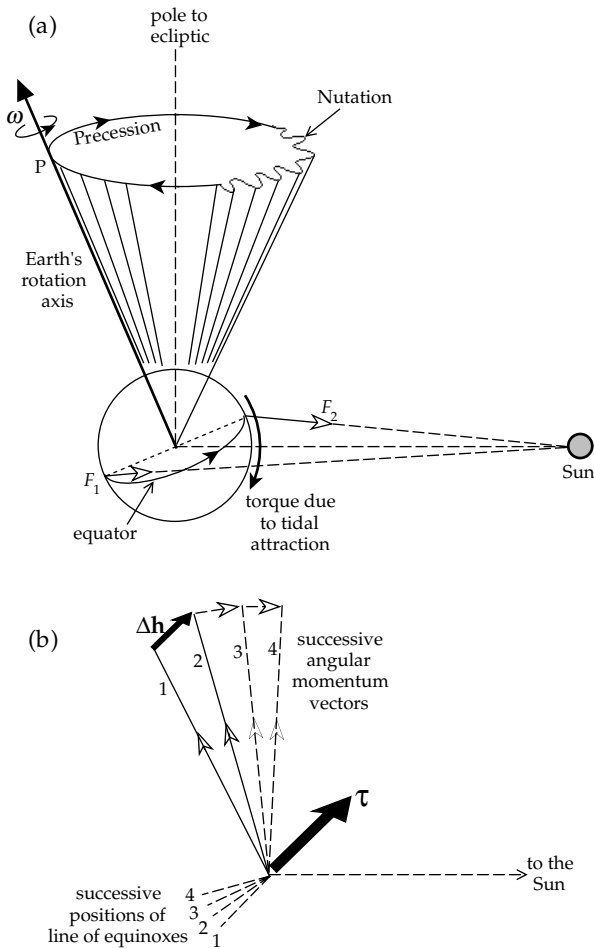 (a)
pole to
ecliptic
Nutation
ω
Precession
P
Earth's
rotation
axis
F2
F1
Sun
equator
torque due
to tidal
attraction
(b)
Δh
1
2
3
4
successive
angular
momentum
vectors
τ
to the
Sun
successive
positions of
line of equinoxes
4
3
2
1